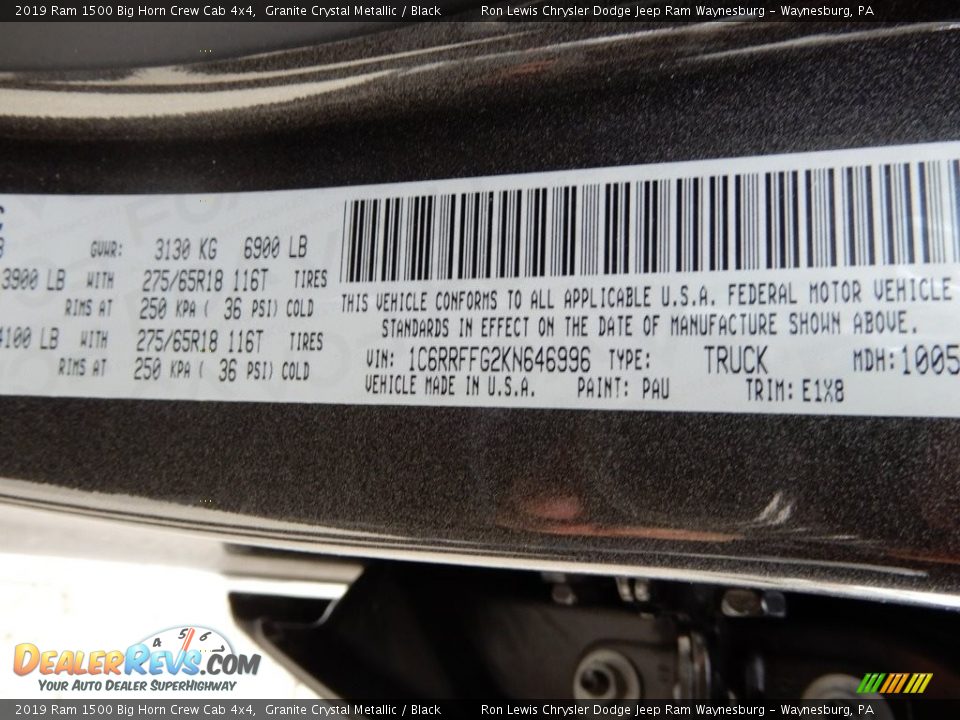 2019 Ram 1500 Big Horn Crew Cab 4x4, Granite Crystal Metallic / Black Ron Lewis Chrysler Dodge Jeep Ram Waynesburg - Waynesburg, PA
GVWR: 3130 KG 6900 LB
3900 LB WITH 275/65R18 116T TIRES
RIMS AT 250 KPA ( 36 PSI) COLD
4100 LB WITH 275/65R18 116T TIRES
RIMS AT 250 KPA ( 36 PSI) COLD
THIS VEHICLE CONFORMS TO ALL APPLICABLE U.S.A. FEDERAL MOTOR VEHICLE
STANDARDS IN EFFECT ON THE DATE OF MANUFACTURE SHOWN ABOVE.
VIN: 1C6RRFFG2KN646996 TYPE: TRUCK MDH: 1005
VEHICLE MADE IN U.S.A. PAINT: PAU TRIM: E1X8
4 5 6
DEALERREVS.COM
YOUR AUTO DEALER SUPERHIGHWAY
2019 Ram 1500 Big Horn Crew Cab 4x4, Granite Crystal Metallic / Black Ron Lewis Chrysler Dodge Jeep Ram Waynesburg - Waynesburg, PA